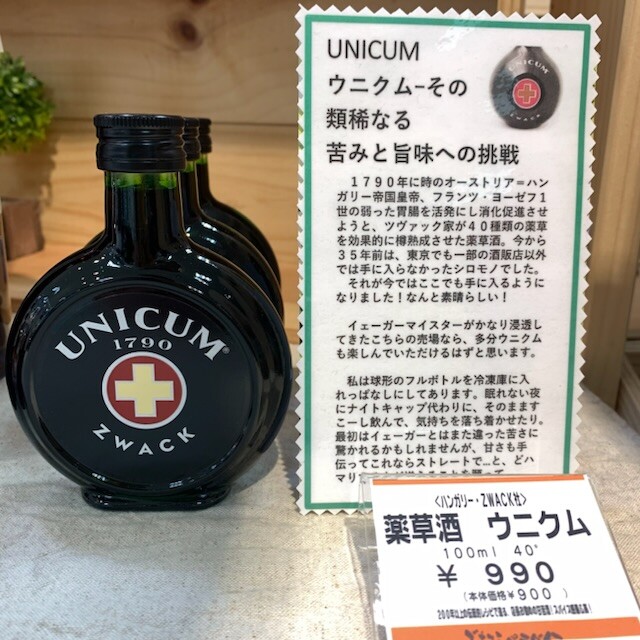 UNICUM®
1790
ZWACK
UNICUM
ウニクム–その
類稀なる
苦みと旨味への挑戦
UNICUM
ZWACK
1790年に時のオーストリア=ハン
ガリー帝国皇帝、フランツ・ヨーゼフ1
世の弱った胃腸を活発にし消化促進させ
ようと、ツヴァック家が40種類の薬草
を効果的に樽熟成させた薬草酒。今から
35年前は、東京でも一部の酒販店以外
では手に入らなかったシロモノでした。
それが今ではここでも手に入るように
なりました!なんと素晴らしい!
イェーガーマイスターがかなり浸透し
てきたこちらの売場なら、多分ウニクム
も楽しんでいただけるはずと思います。
私は球形のフルボトルを冷凍庫に入
れっぱなしにしてあります。眠れない夜
にナイトキャップ代わりに、そのまます
こーし飲んで、気持ちを落ち着かせたり。
最初はイェーガーとはまた違った苦さに
驚かれるかもしれませんが、甘さも手
伝ってこれならストレートで…と、どハ
マリ
<ハンガリー・ZWACK社>
薬草酒 ウニクム
100ml 40°
¥ 990
(本体価格¥900 )